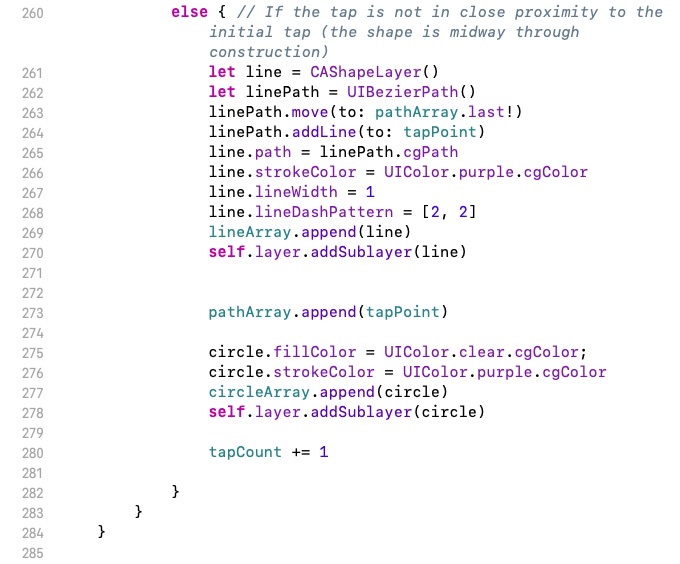 260 else { // If the tap is not in close proximity to the
initial tap (the shape is midway through
construction)
261 let line = CAShapeLayer()
262 let linePath = UIBezierPath()
263 linePath.move(to: pathArray.last!)
264 linePath.addLine(to: tapPoint)
265 line.path = linePath.cgPath
266 line.strokeColor = UIColor.purple.cgColor
267 line.lineWidth = 1
268 line.lineDashPattern = [2, 2]
269 lineArray.append(line)
270 self.layer.addSublayer(line)
271
272
273 pathArray.append(tapPoint)
274
275 circle.fillColor = UIColor.clear.cgColor;
276 circle.strokeColor = UIColor.purple.cgColor
277 circleArray.append(circle)
278 self.layer.addSublayer(circle)
279
280 tapCount += 1
281
282 }
283 }
284 }
285